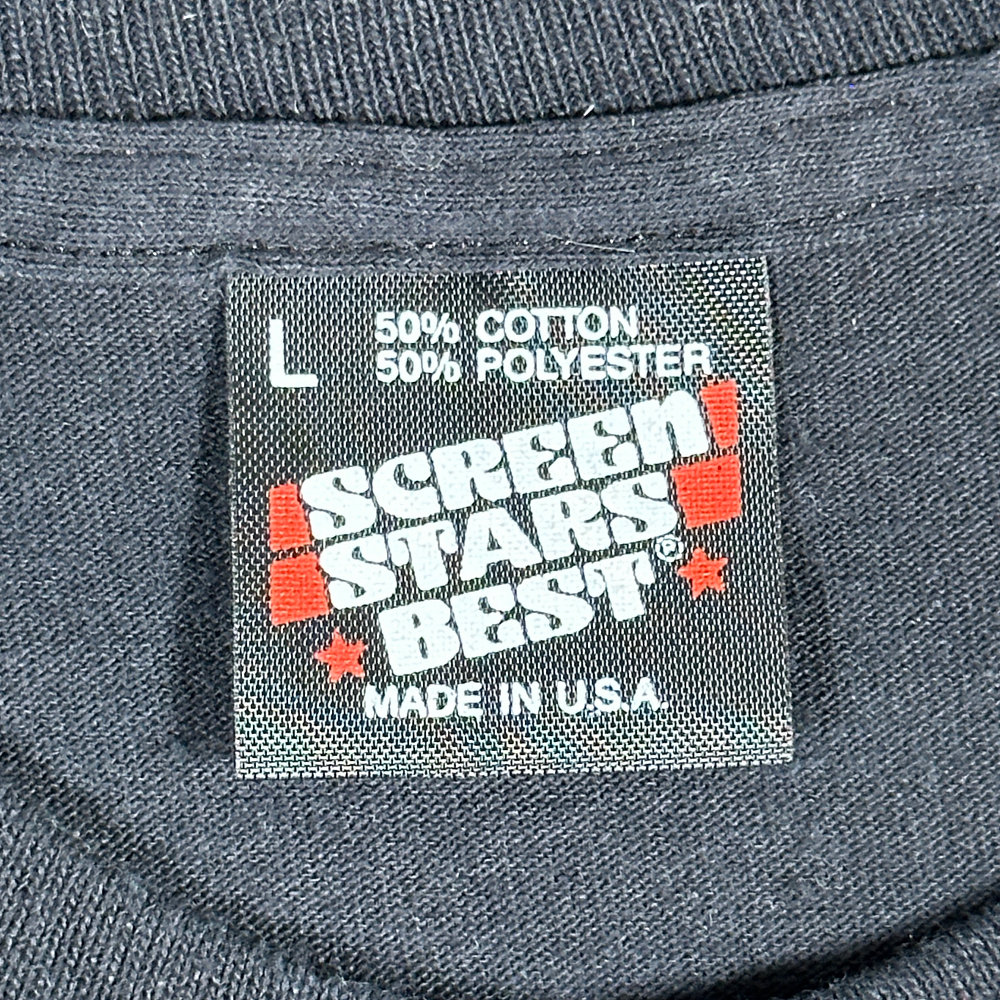 L
50% COTTON
50% POLYESTER
SCREEN
STARS
BEST®
MADE IN U.S.A.